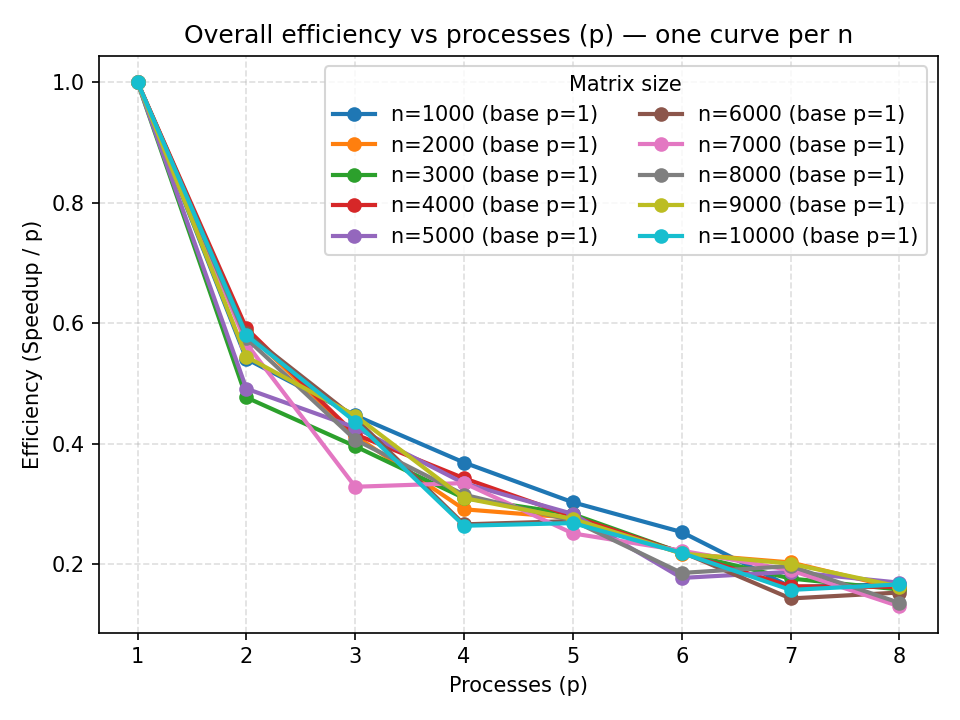 Overall efficiency vs processes (p) — one curve per n
Efficiency (Speedup / p)
1.0
0.8
0.6
0.4
0.2
Matrix size
n=1000 (base p=1)
n=2000 (base p=1)
n=3000 (base p=1)
n=4000 (base p=1)
n=5000 (base p=1)
n=6000 (base p=1)
n=7000 (base p=1)
n=8000 (base p=1)
n=9000 (base p=1)
n=10000 (base p=1)
1 2 3 4 5 6 7 8
Processes (p)